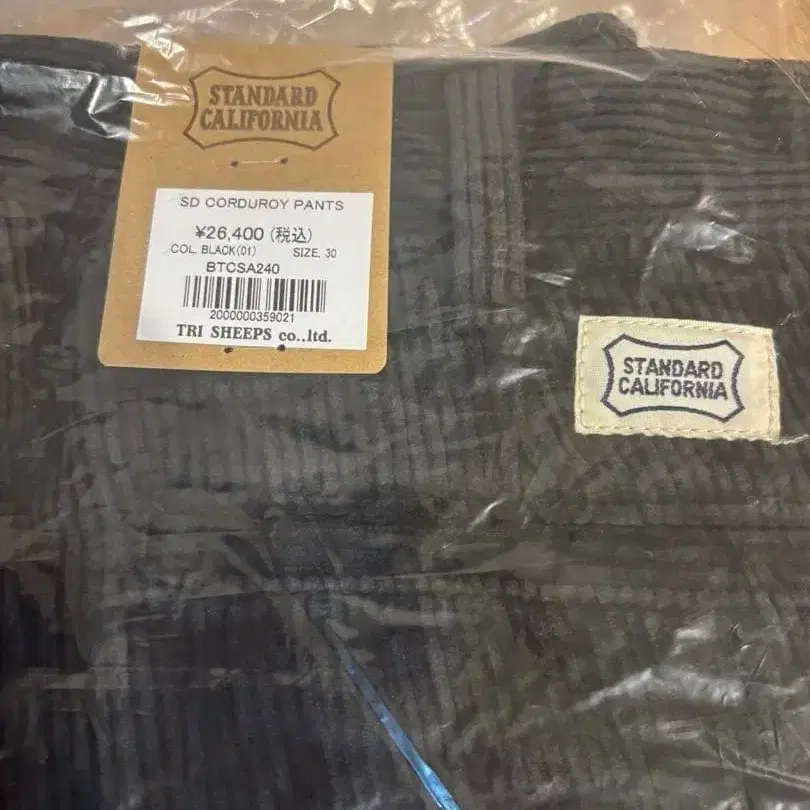 STANDARD
CALIFORNIA
SD CORDUROY PANTS
¥26,400 (税込)
COL. BLACK(01) SIZE. 30
BTCSA240
2000000359021
TRI SHEEPS co.,ltd.
STANDARD
CALIFORNIA